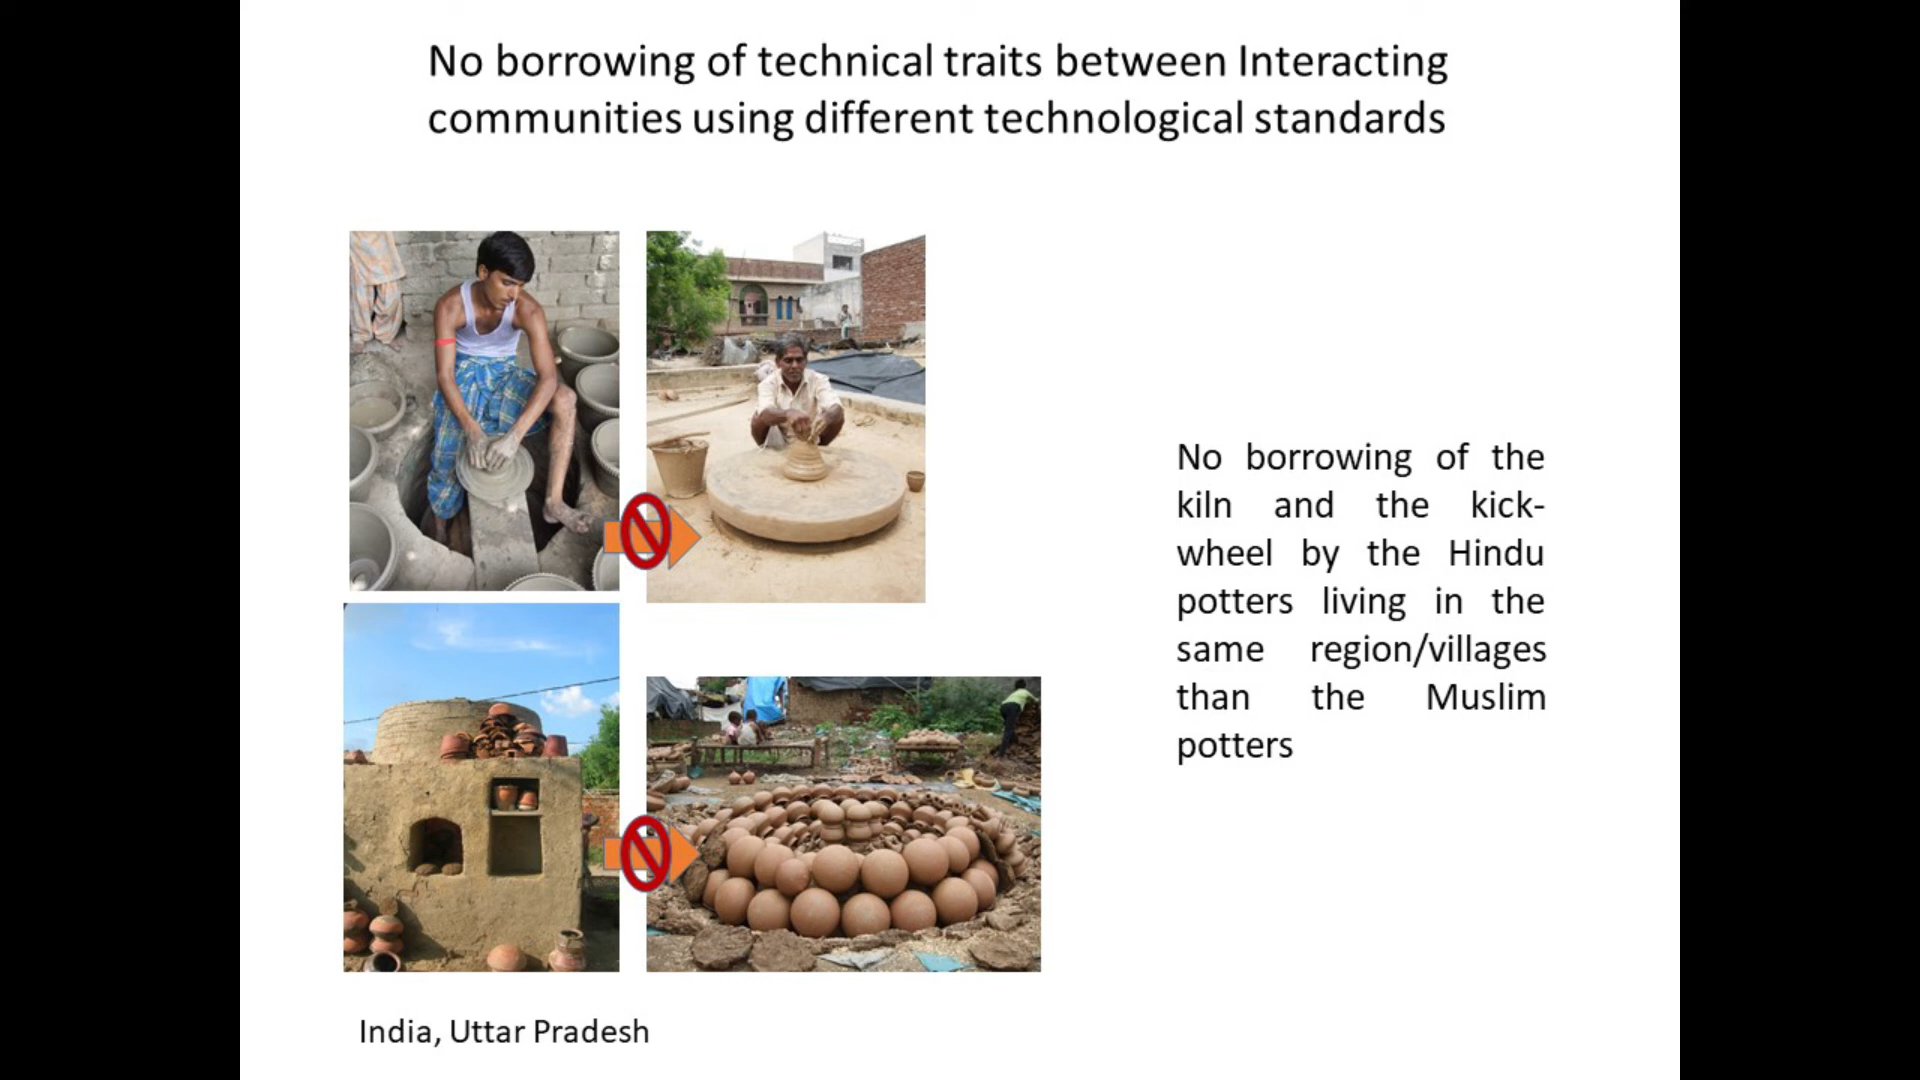 No borrowing of technical traits between Interacting
communities using different technological standards
No borrowing of the
kiln and the kick-
wheel by the Hindu
potters living in the
same region/villages
than the Muslim
potters
India, Uttar Pradesh